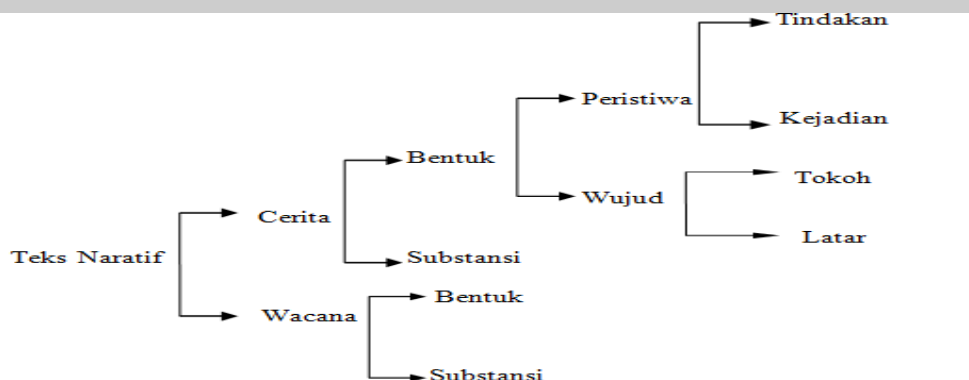 Tindakan
Peristiwa
Kejadian
Bentuk
Wujud
Tokoh
Cerita
Latar
Teks Naratif
Substansi
Bentuk
Wacana
Substansi